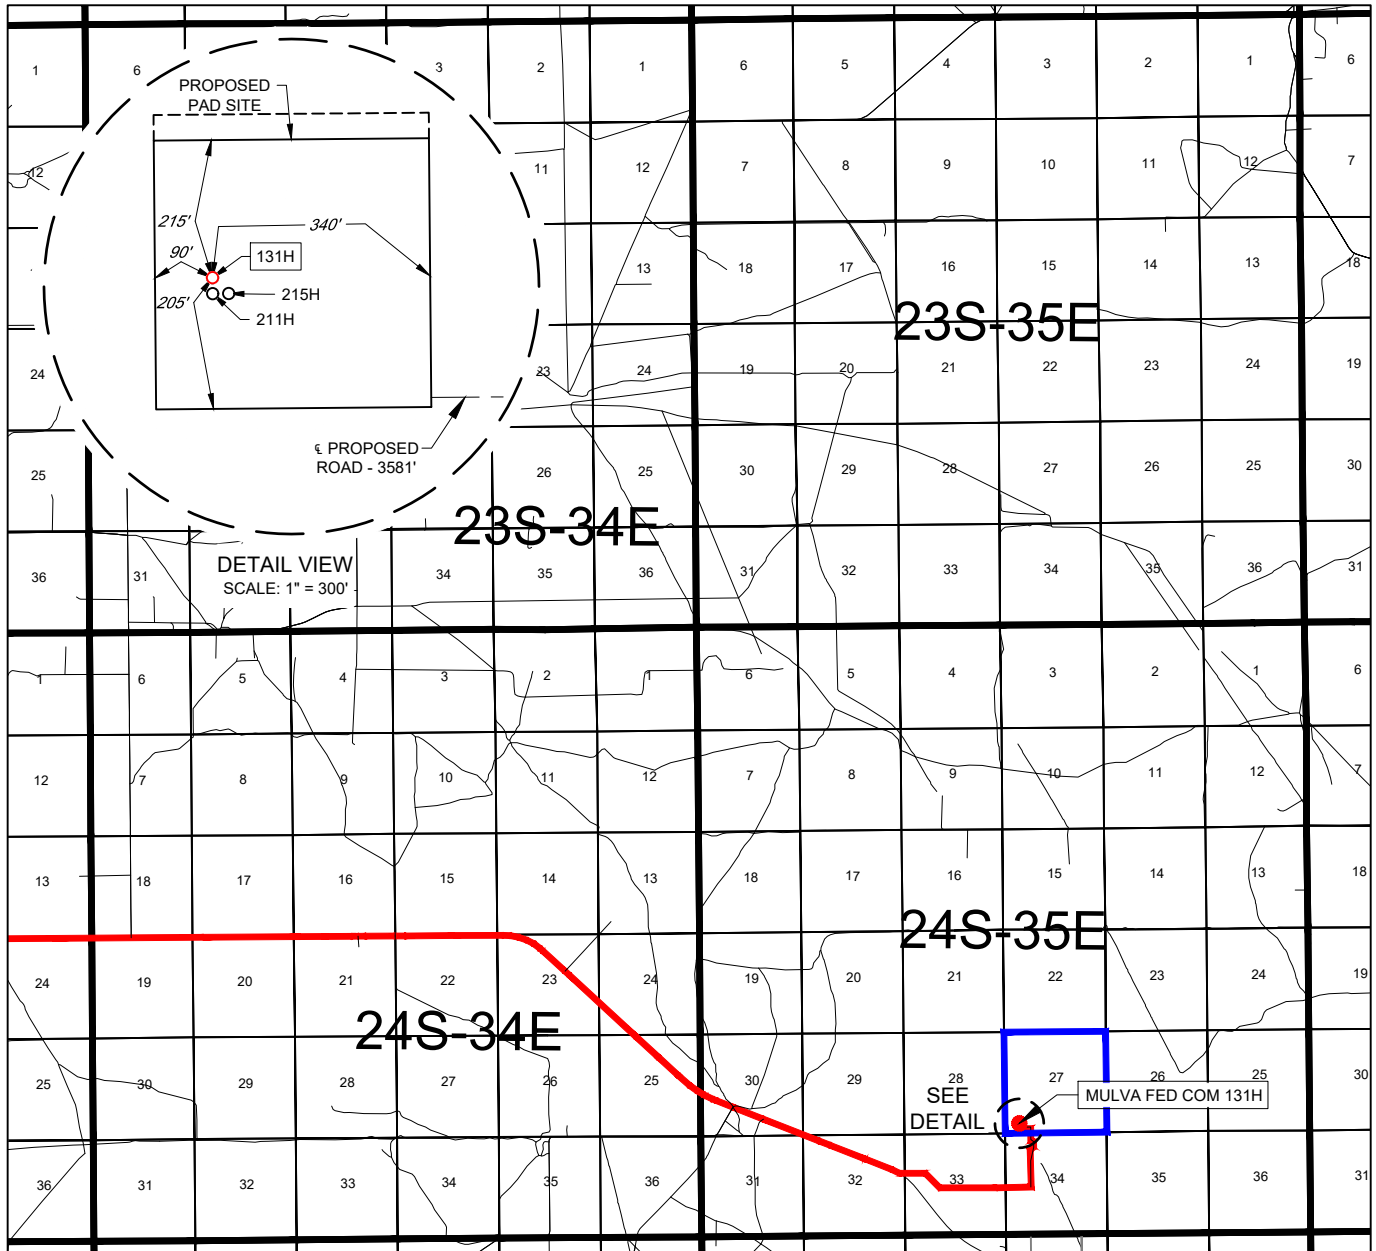 1 6 3 2 1 6 5 4 3 2 1 6
PROPOSED
PAD SITE
12 11 12 7 8 9 10 11 12 7
215'
340'
90'
131H
205'
215H
211H
13 18 17 16 15 14 13 18
23S-35E
24 23 24 19 20 21 22 23 24 19
℄ PROPOSED
ROAD - 3581'
25 26 25 30 29 28 27 26 25 30
23S-34E
DETAIL VIEW
SCALE: 1" = 300'
36 31 34 35 36 31 32 33 34 35 36 31
1 6 5 4 3 2 1 6 5 4 3 2 1 6
12 7 8 9 10 11 12 7 8 9 10 11 12 7
13 18 17 16 15 14 13 18 17 16 15 14 13 18
24S-35E
24 19 20 21 22 23 24 19 20 21 22 23 24 19
24S-34E
25 30 29 28 27 26 25 30 29 28 27 26 25 30
SEE
DETAIL
MULVA FED COM 131H
36 31 32 33 34 35 36 31 32 33 34 35 36 31